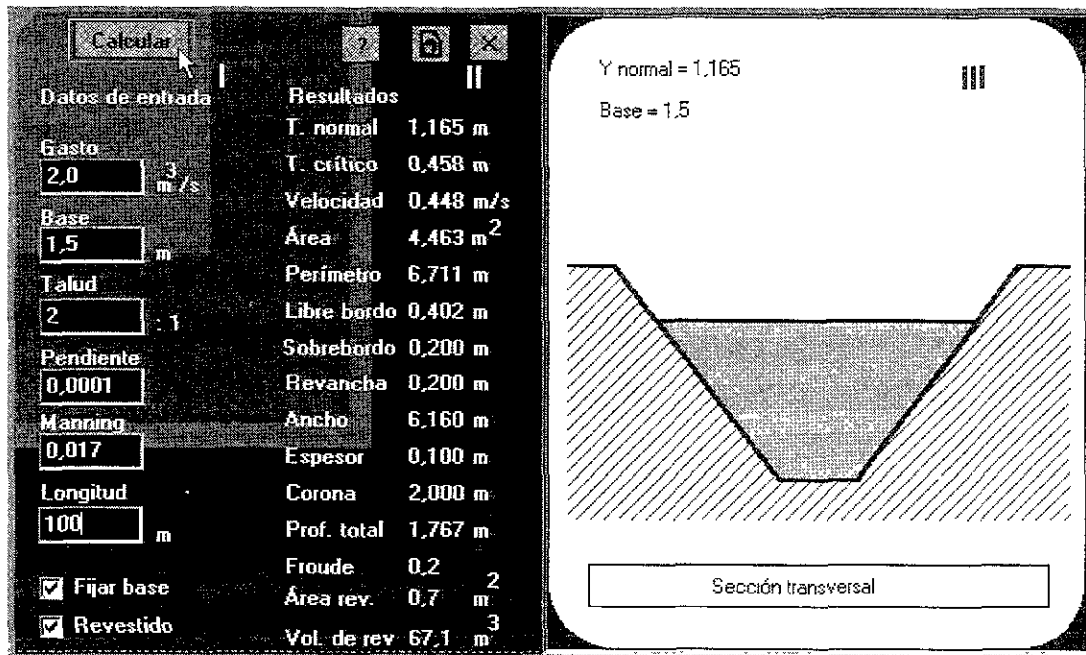 Calcular
?
I
Datos de entrada
Gasto
2,0 m3/s
Base
1,5 m
Talud
2 : 1
Pendiente
0,0001
Manning
0,017
Longitud
100 m
Fijar base
Revestido
II
Resultados
T. normal 1,165 m
T. crítico 0,458 m
Velocidad 0,448 m/s
Área 4,463 m2
Perímetro 6,711 m
Libre bordo 0,402 m
Sobrebordo 0,200 m
Revancha 0,200 m
Ancho 6,160 m
Espesor 0,100 m
Corona 2,000 m
Prof. total 1,767 m
Froude 0,2
Área rev. 0,7 m2
Vol. de rev 67,1 m3
III
Y normal = 1,165
Base = 1,5
Sección transversal